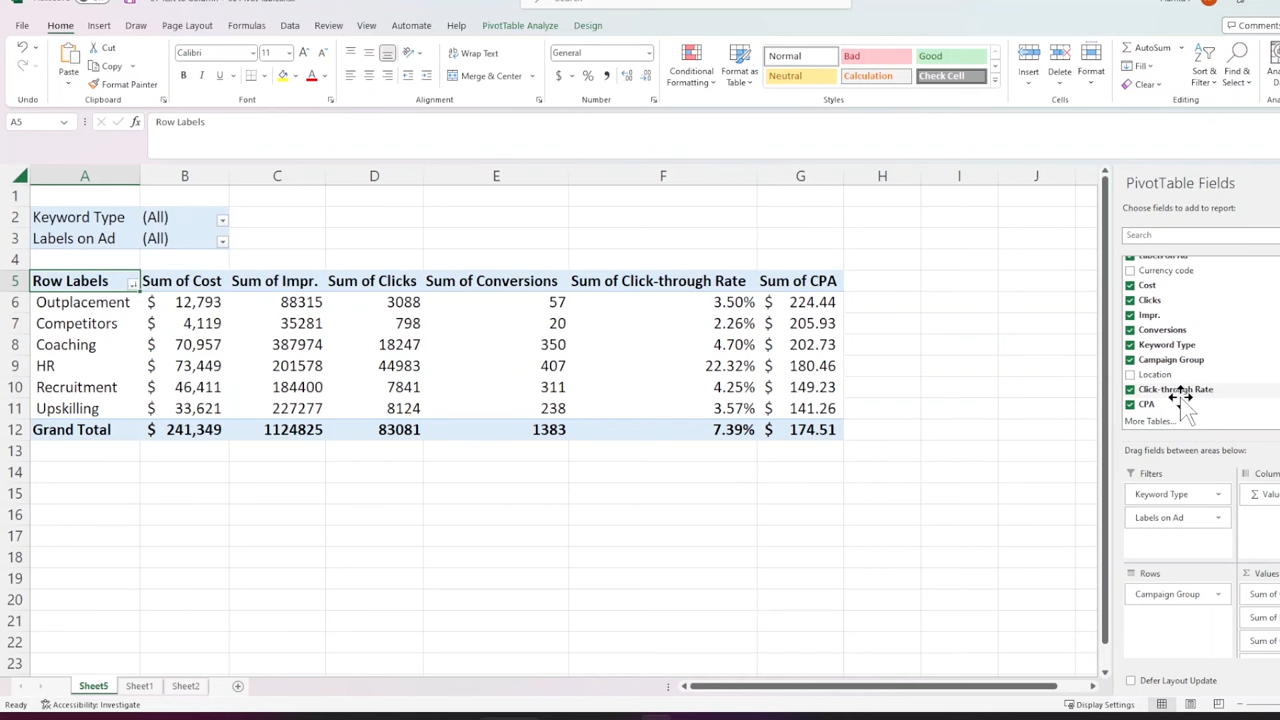 File Home Insert Draw Page Layout Formulas Data Review View Automate Help PivotTable Analyze Design Comments
Cut Calibri 11 Wrap Text General Normal Bad Good AutoSum
Paste Copy Conditional Formatting Format as Table Insert Delete Format Fill Sort & Filter Find & Select
Format Painter B I U A Merge & Center $ % Neutral Calculation Check Cell Clear
Undo Clipboard Font Alignment Number Styles Cells Editing
A5 fx Row Labels
A B C D E F G H I J
1
2 Keyword Type (All)
3 Labels on Ad (All)
4
5 Row Labels Sum of Cost Sum of Impr. Sum of Clicks Sum of Conversions Sum of Click-through Rate Sum of CPA
6 Outplacement $ 12,793 88315 3088 57 3.50% $ 224.44
7 Competitors $ 4,119 35281 798 20 2.26% $ 205.93
8 Coaching $ 70,957 387974 18247 350 4.70% $ 202.73
9 HR $ 73,449 201578 44983 407 22.32% $ 180.46
10 Recruitment $ 46,411 184400 7841 311 4.25% $ 149.23
11 Upskilling $ 33,621 227277 8124 238 3.57% $ 141.26
12 Grand Total $ 241,349 1124825 83081 1383 7.39% $ 174.51
13
14
15
16
17
18
19
20
21
22
23
PivotTable Fields
Choose fields to add to report:
Search
Labels on Ad
Currency code
Cost
Clicks
Impr.
Conversions
Keyword Type
Campaign Group
Location
Click-through Rate
CPA
More Tables...
Drag fields between areas below:
Filters
Keyword Type
Labels on Ad
Rows Values
Campaign Group Sum of
Sum of
Sum of
Defer Layout Update
Sheet5 Sheet1 Sheet2
Ready Accessibility: Investigate Display Settings